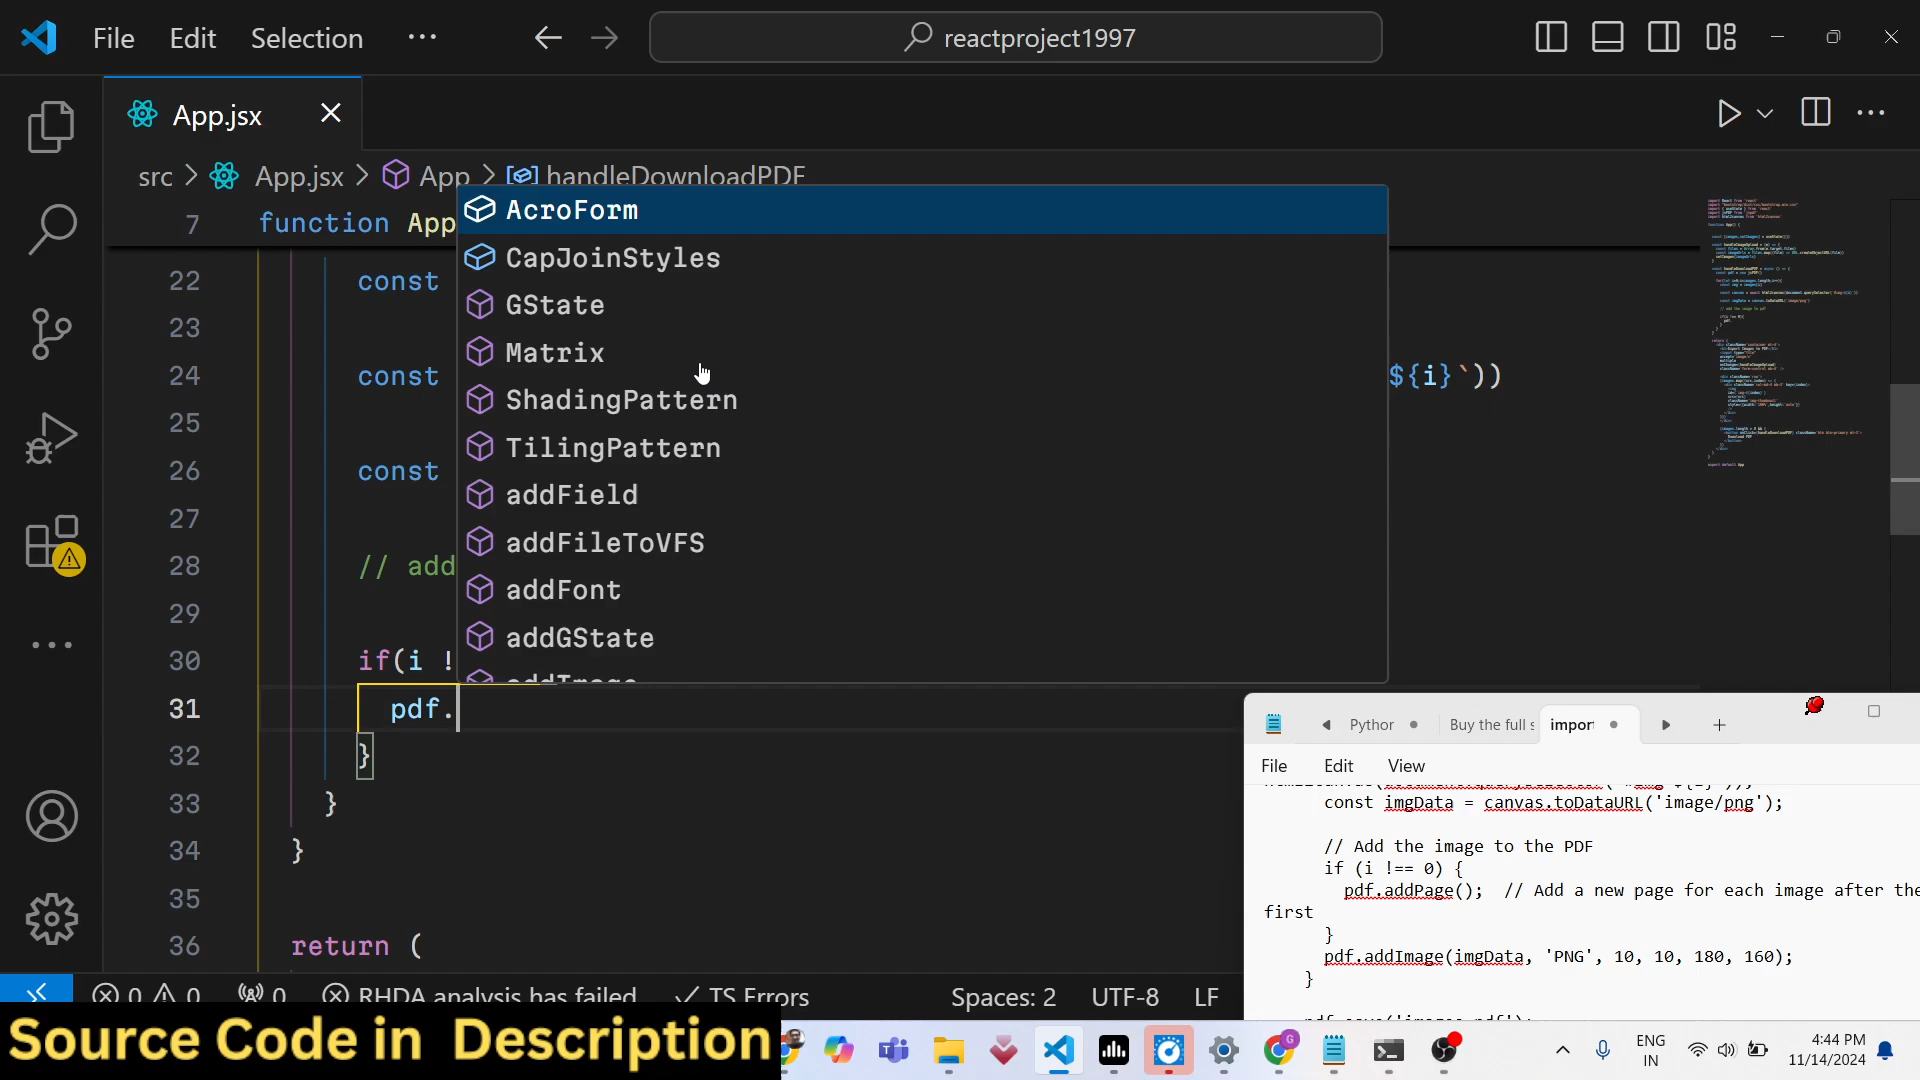 File Edit Selection ··· reactproject1997
App.jsx
src > App.jsx > App > handleDownloadPDF
7 function App
22 const
23
24 const ${i}`))
25
26 const
27
28 // add
29
30 if(i !
31 pdf.
32 }
33 }
34 }
35
36 return (
AcroForm
CapJoinStyles
GState
Matrix
ShadingPattern
TilingPattern
addField
addFileToVFS
addFont
addGState
addImage
Pythor Buy the full s import
File Edit View
const imgData = canvas.toDataURL('image/png');
// Add the image to the PDF
if (i !== 0) {
pdf.addPage(); // Add a new page for each image after the
first
}
pdf.addImage(imgData, 'PNG', 10, 10, 180, 160);
}
0 0 0 RHDA analysis has failed TS Errors Spaces: 2 UTF-8 LF
Source Code in Description
ENG
IN
4:44 PM
11/14/2024